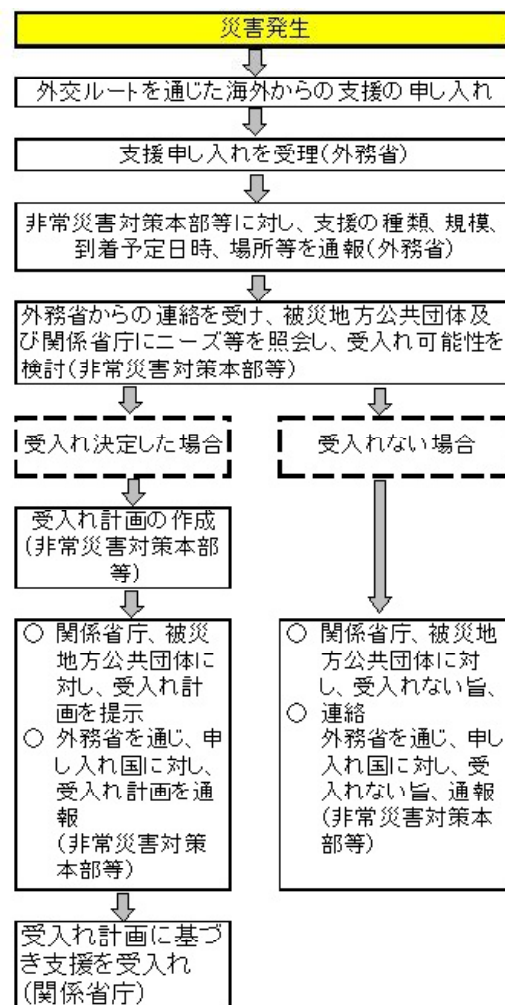 災害発生
外交ルートを通じた海外からの支援の申し入れ
支援申し入れを受理(外務省)
非常災害対策本部等に対し、支援の種類、規模、
到着予定日時、場所等を通報(外務省)
外務省からの連絡を受け、被災地方公共団体及
び関係省庁にニーズ等を照会し、受入れ可能性を
検討(非常災害対策本部等)
受入れ決定した場合
受入れない場合
受入れ計画の作成
(非常災害対策本部
等)
○ 関係省庁、被災
地方公共団体に
対し、受入れ計
画を提示
○ 外務省を通じ、申
し入れ国に対し、
受入れ計画を通
報
(非常災害対策
本部等)
○ 関係省庁、被災地
方公共団体に対
し、受入れない旨、
○ 連絡
外務省を通じ、申し
入れ国に対し、受
入れない旨、通報
(非常災害対策本
部等)
受入れ計画に基づ
き支援を受入れ
(関係省庁)